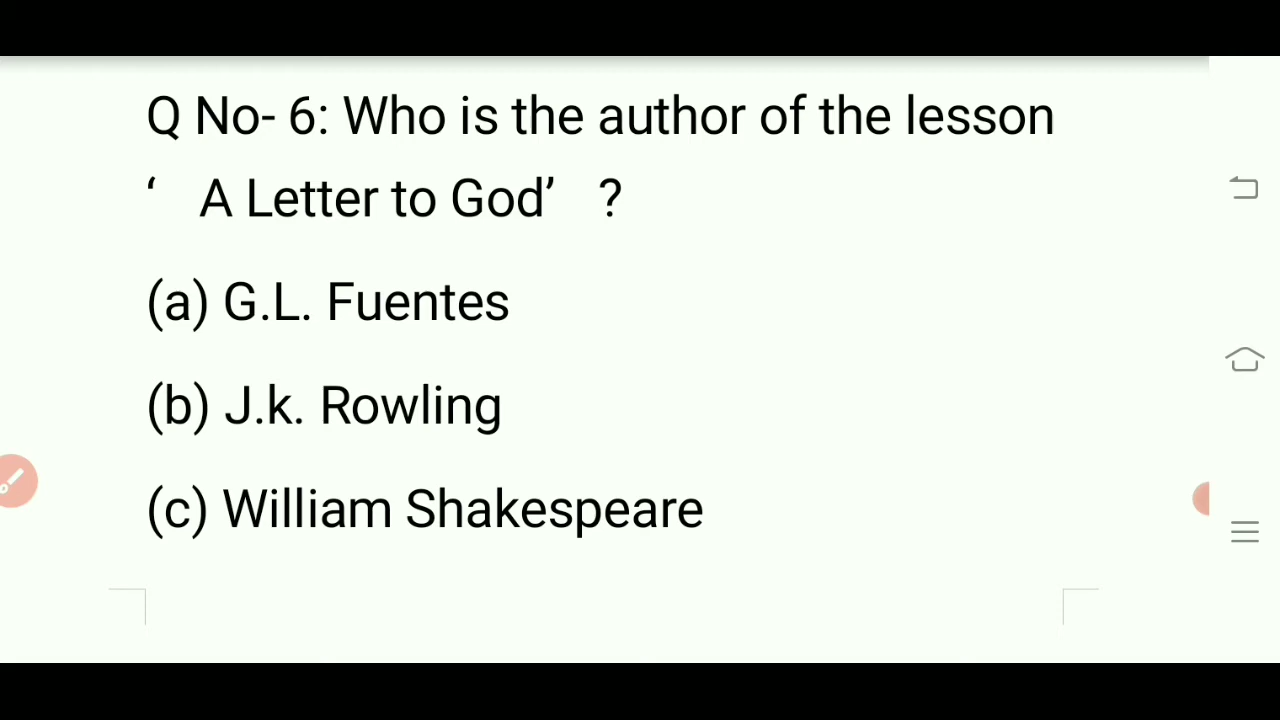 Q No- 6: Who is the author of the lesson
‘ A Letter to God’ ?
(a) G.L. Fuentes
(b) J.k. Rowling
(c) William Shakespeare